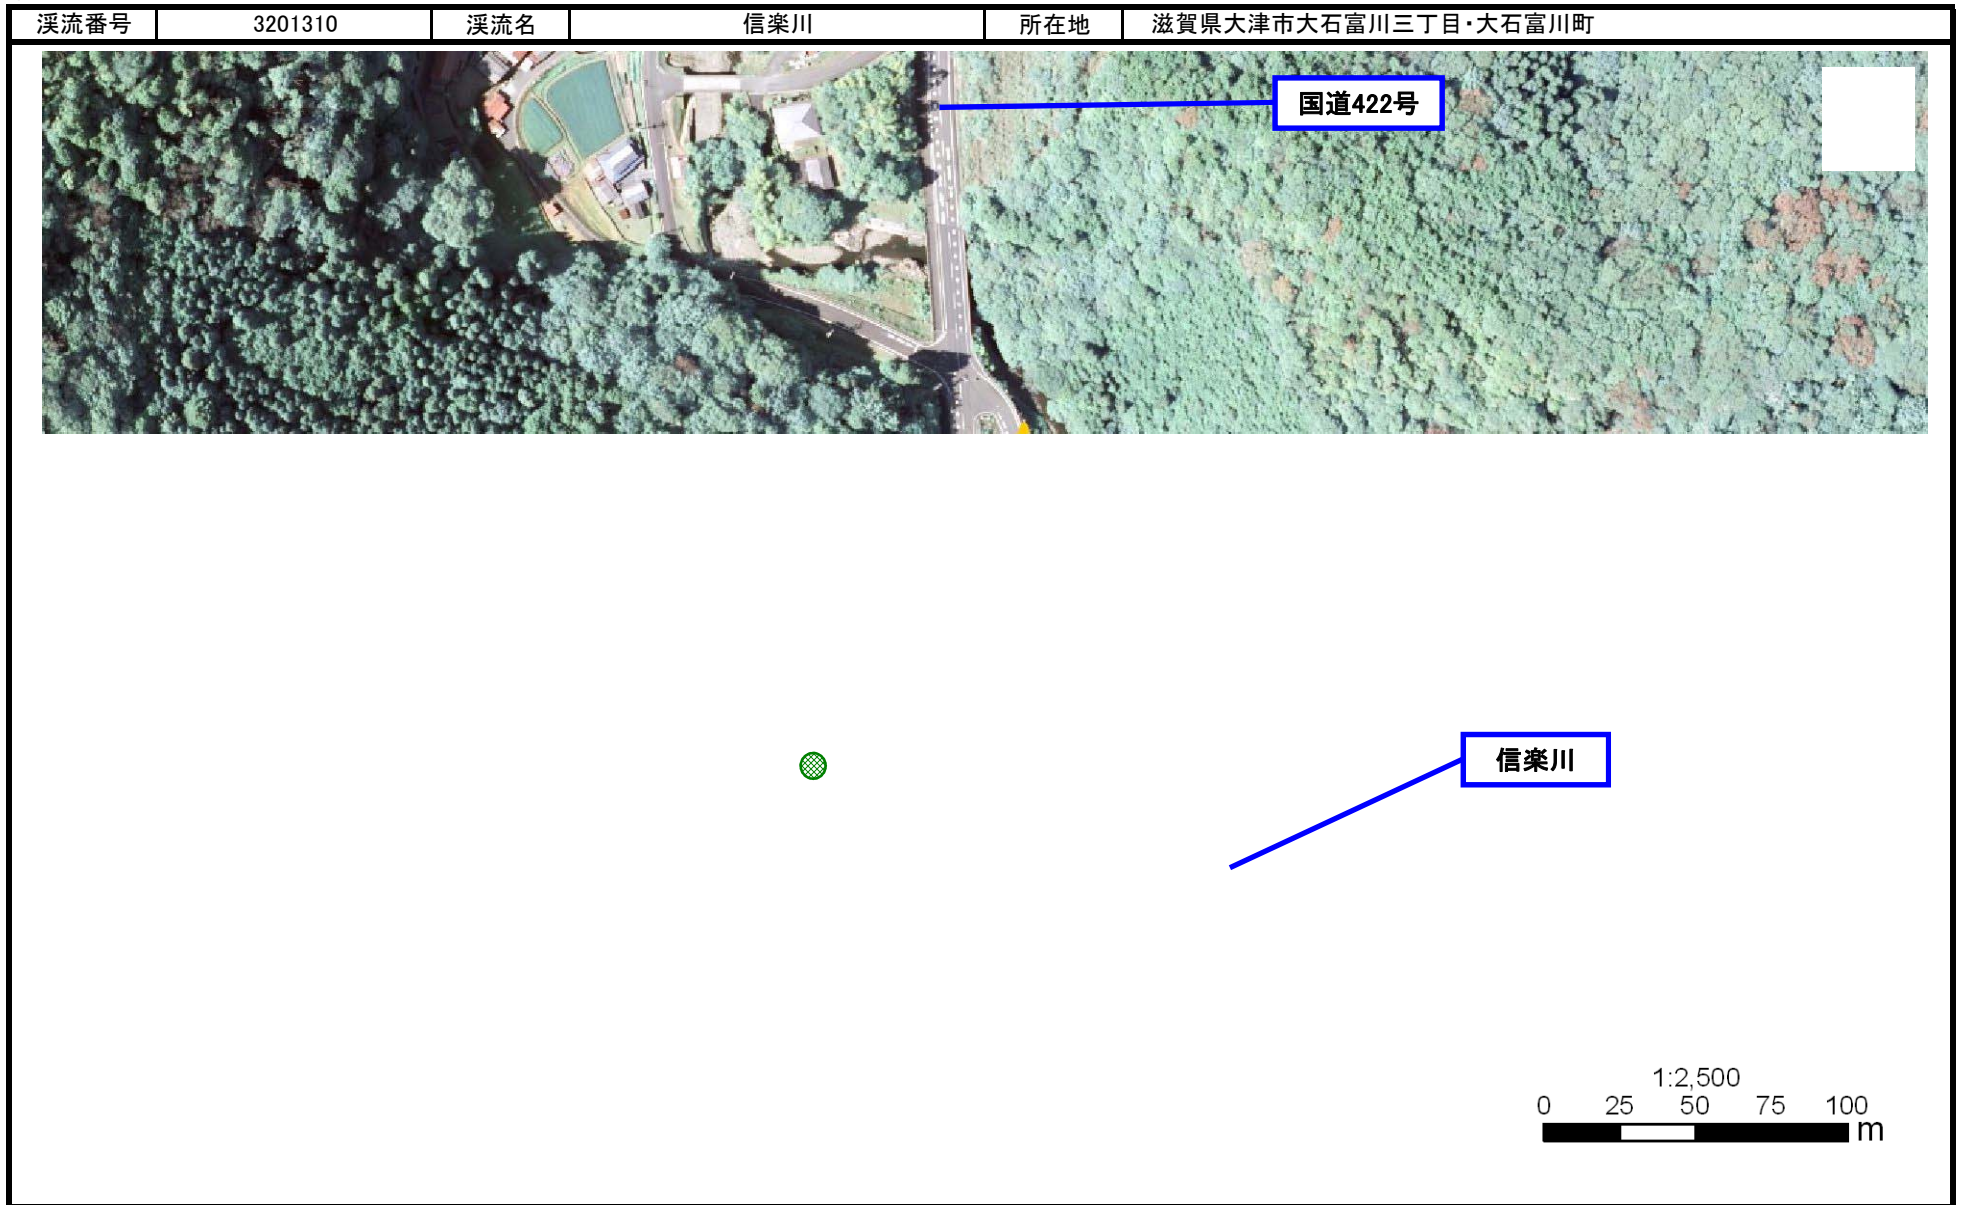 渓流番号 3201310 渓流名 信楽川 所在地 滋賀県大津市大石富川三丁目・大石富川町
国道422号
信楽川
1:2,500
0 25 50 75 100
m